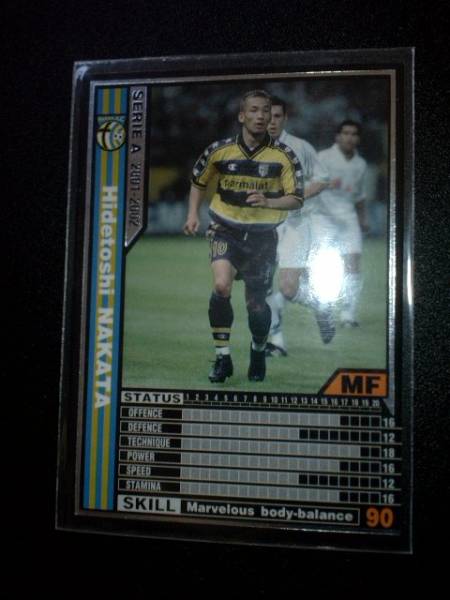 SERIE A 2001-2002
Hidetoshi NAKATA
Parmalat
10
MF
STATUS 1 2 3 4 5 6 7 8 9 10 11 12 13 14 15 16 17 18 19 20
OFFENCE 16
DEFENCE 12
TECHNIQUE 18
POWER 16
SPEED 12
STAMINA 16
SKILL Marvelous body-balance 90